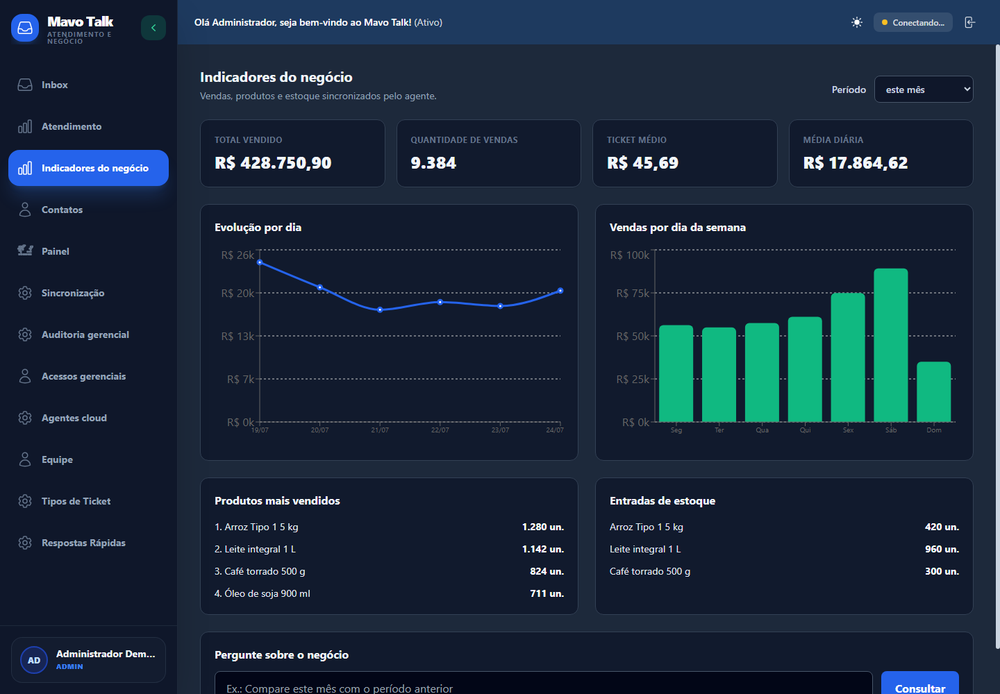 Mavo Talk
ATENDIMENTO E
NEGÓCIO
Inbox
Atendimento
Indicadores do negócio
Contatos
Painel
Sincronização
Auditoria gerencial
Acessos gerenciais
Agentes cloud
Equipe
Tipos de Ticket
Respostas Rápidas
AD
Administrador Dem...
ADMIN
Olá Administrador, seja bem-vindo ao Mavo Talk! (Ativo)
Conectando...
Indicadores do negócio
Vendas, produtos e estoque sincronizados pelo agente.
Período
este mês
TOTAL VENDIDO
R$ 428.750,90
QUANTIDADE DE VENDAS
9.384
TICKET MÉDIO
R$ 45,69
MÉDIA DIÁRIA
R$ 17.864,62
Evolução por dia
R$ 26k
R$ 20k
R$ 13k
R$ 7k
R$ 0k
19/07 20/07 21/07 22/07 23/07 24/07
Vendas por dia da semana
R$ 100k
R$ 75k
R$ 50k
R$ 25k
R$ 0k
Seg Ter Qua Qui Sex Sáb Dom
Produtos mais vendidos
1. Arroz Tipo 1 5 kg 1.280 un.
2. Leite integral 1 L 1.142 un.
3. Café torrado 500 g 824 un.
4. Óleo de soja 900 ml 711 un.
Entradas de estoque
Arroz Tipo 1 5 kg 420 un.
Leite integral 1 L 960 un.
Café torrado 500 g 300 un.
Pergunte sobre o negócio
Ex.: Compare este mês com o período anterior
Consultar